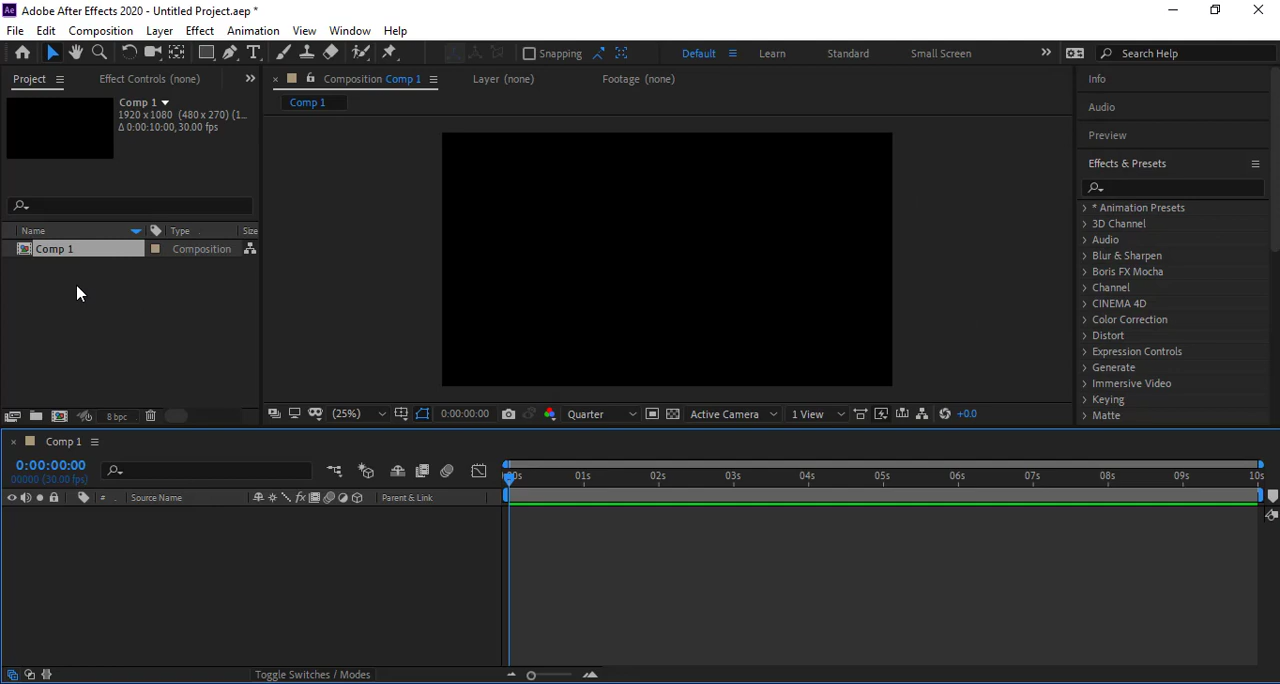 Ae Adobe After Effects 2020 - Untitled Project.aep *
File Edit Composition Layer Effect Animation View Window Help
T Snapping Default Learn Standard Small Screen Search Help
Project Effect Controls (none)
Comp 1
1920 x 1080 (480 x 270) (1...
Δ 0:00:10:00, 30.00 fps
Name Type Size
Comp 1 Composition
8 bpc
Composition Comp 1 Layer (none) Footage (none)
Comp 1
(25%) 0:00:00:00 Quarter Active Camera 1 View +0.0
Info
Audio
Preview
Effects & Presets
* Animation Presets
3D Channel
Audio
Blur & Sharpen
Boris FX Mocha
Channel
CINEMA 4D
Color Correction
Distort
Expression Controls
Generate
Immersive Video
Keying
Matte
Comp 1
0:00:00:00
00000 (30.00 fps)
# Source Name fx Parent & Link
00s 01s 02s 03s 04s 05s 06s 07s 08s 09s 10s
Toggle Switches / Modes